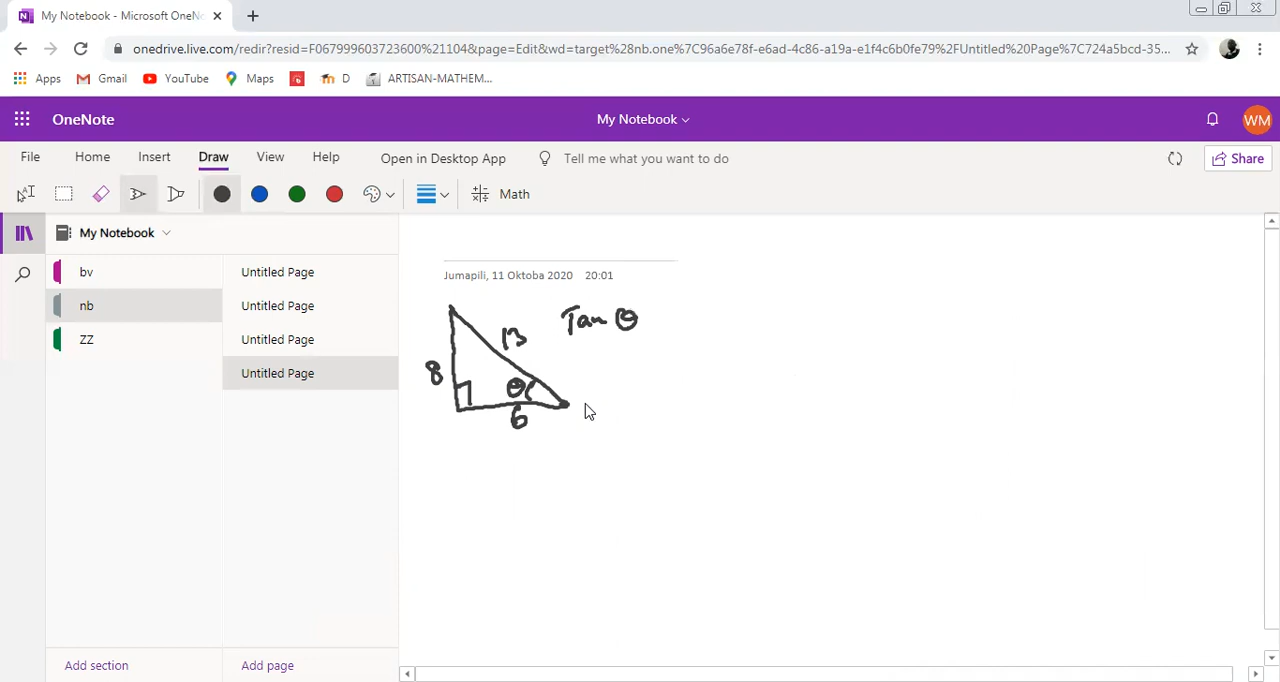 My Notebook - Microsoft OneNo
onedrive.live.com/redir?resid=F067999603723600%21104&page=Edit&wd=target%28nb.one%7C96a6e78f-e6ad-4c86-a19a-e1f4c6b0fe79%2FUntitled%20Page%7C724a5bcd-35...
Apps Gmail YouTube Maps D ARTISAN-MATHEM...
OneNote My Notebook WM
File Home Insert Draw View Help Open in Desktop App Tell me what you want to do Share
Math
My Notebook
bv Untitled Page
nb Untitled Page
ZZ Untitled Page
Untitled Page
Jumapili, 11 Oktoba 2020 20:01
Tan θ
13
8
θ
6
Add section Add page